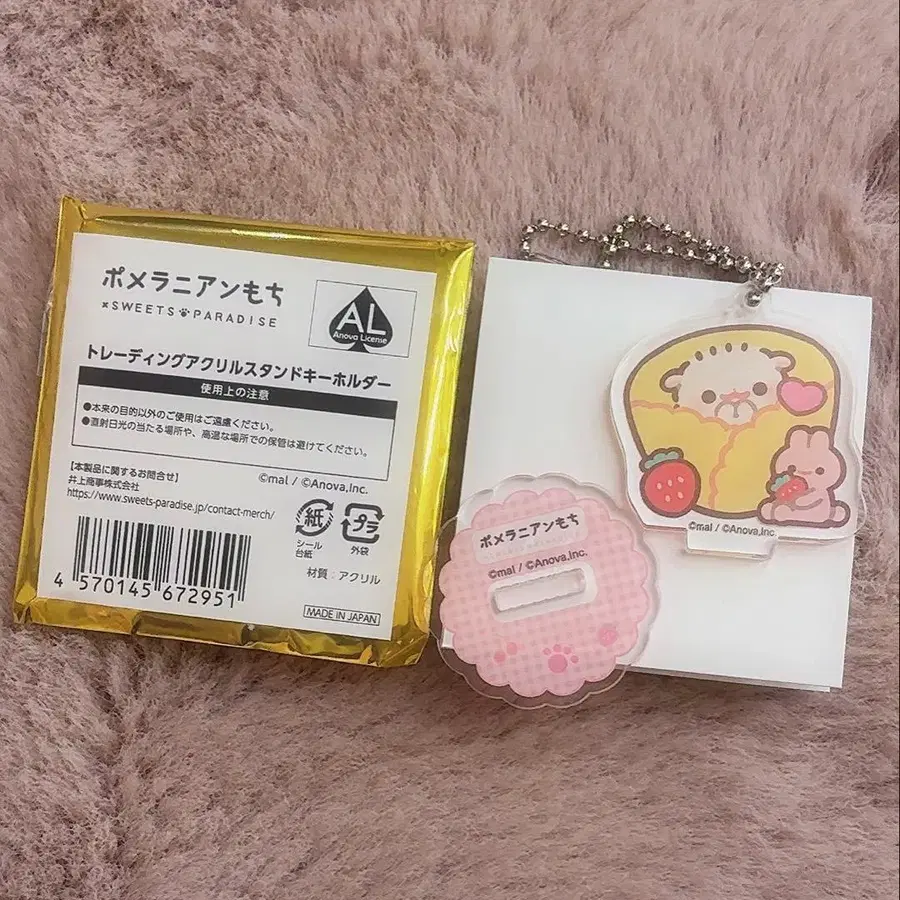 ポメラニアンもち
×SWEETS PARADISE
AL
Anova License
トレーディングアクリルスタンドキーホルダー
使用上の注意
●本来の目的以外のご使用はご遠慮ください。
●直射日光の当たる場所や、高温な場所での保管は避けてください。
【本製品に関するお問合せ】
井上商事株式会社
https://www.sweets-paradise.jp/contact-merch/
©mal / ©Anova,Inc.
紙
シール
台紙
プラ
外袋
材質：アクリル
4 570145 672951
MADE IN JAPAN
ポメラニアンもち
©mal / ©Anova,Inc.
©mal / ©Anova,Inc.